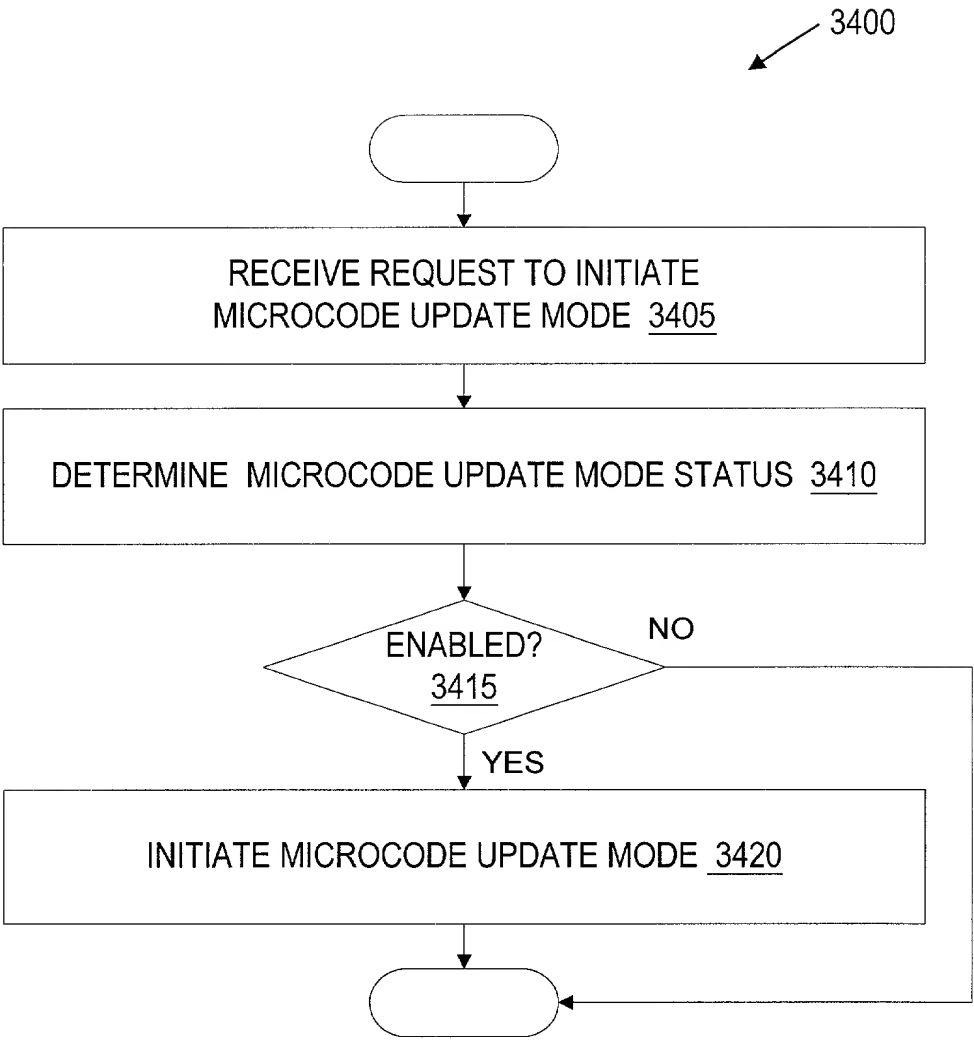 3400
RECEIVE REQUEST TO INITIATE
MICROCODE UPDATE MODE 3405
DETERMINE MICROCODE UPDATE MODE STATUS 3410
ENABLED?
3415
NO
YES
INITIATE MICROCODE UPDATE MODE 3420